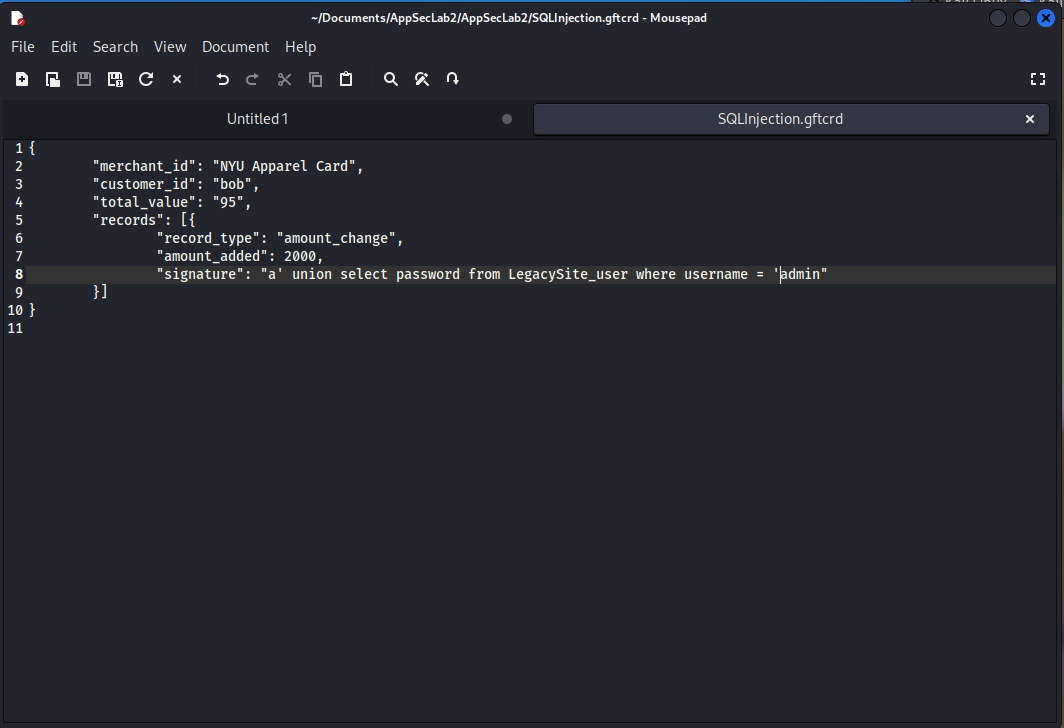 ~/Documents/AppSecLab2/AppSecLab2/SQLInjection.gftcrd - Mousepad
File Edit Search View Document Help
Untitled 1 SQLInjection.gftcrd
1 {
2 "merchant_id": "NYU Apparel Card",
3 "customer_id": "bob",
4 "total_value": "95",
5 "records": [{
6 "record_type": "amount_change",
7 "amount_added": 2000,
8 "signature": "a' union select password from LegacySite_user where username = 'admin"
9 }]
10 }
11